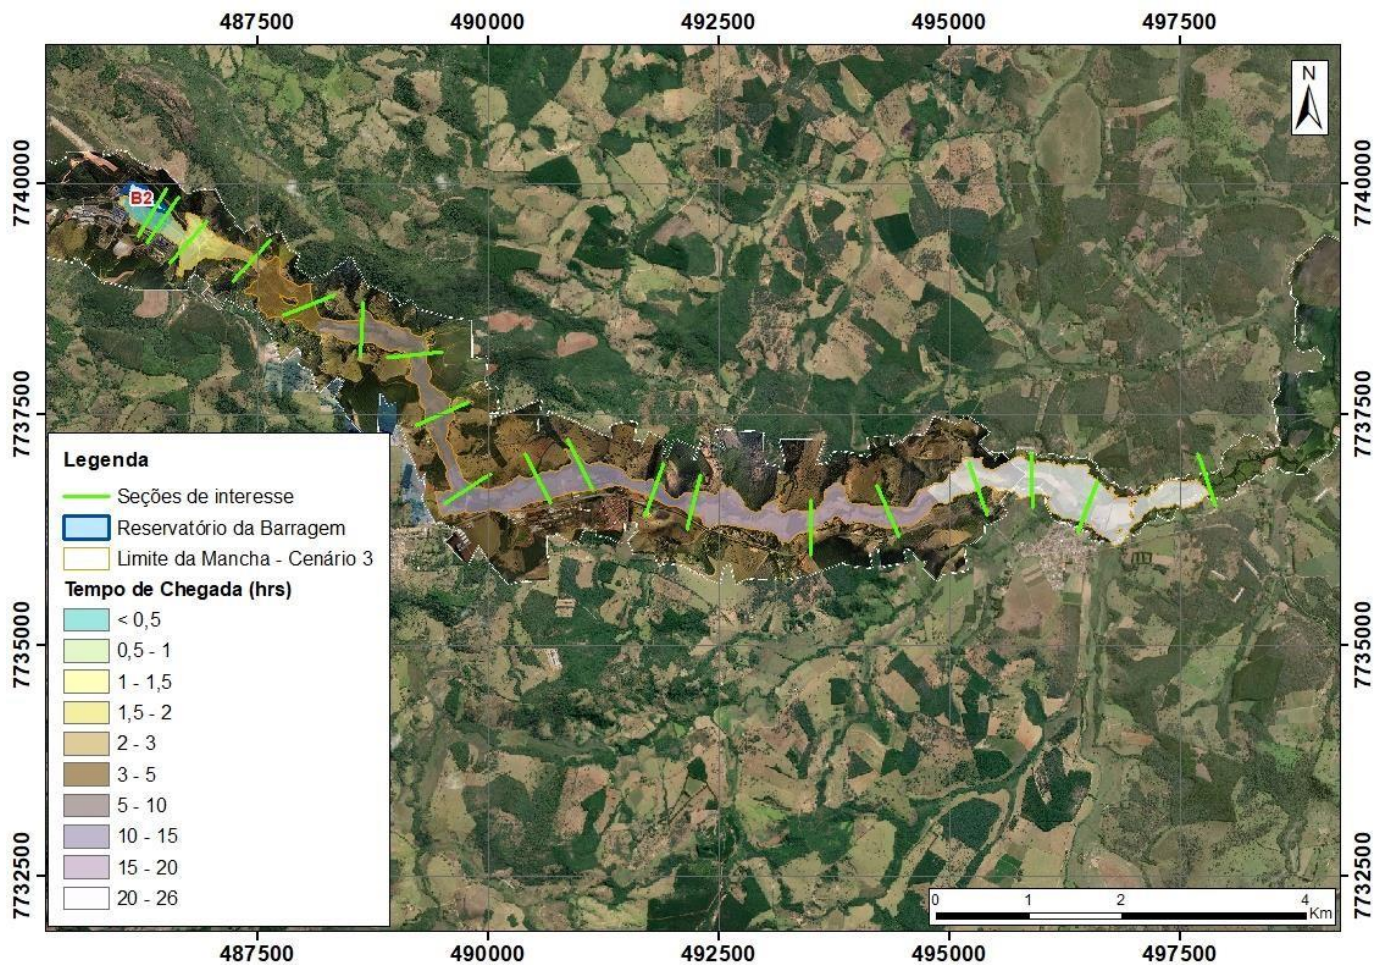 487500 490000 492500 495000 497500
N
7740000 7740000
B2
7737500 7737500
Legenda
Seções de interesse
Reservatório da Barragem
Limite da Mancha - Cenário 3
Tempo de Chegada (hrs)
< 0,5
0,5 - 1
1 - 1,5
1,5 - 2
2 - 3
3 - 5
5 - 10
10 - 15
15 - 20
20 - 26
7735000 7735000
7732500 7732500
0 1 2 4
Km
487500 490000 492500 495000 497500